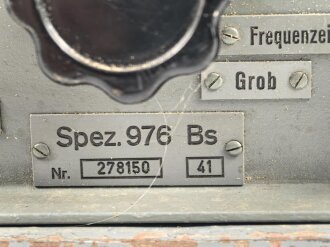 Frequenzei
Grob
Spez. 976 Bs
Nr. 278150 41